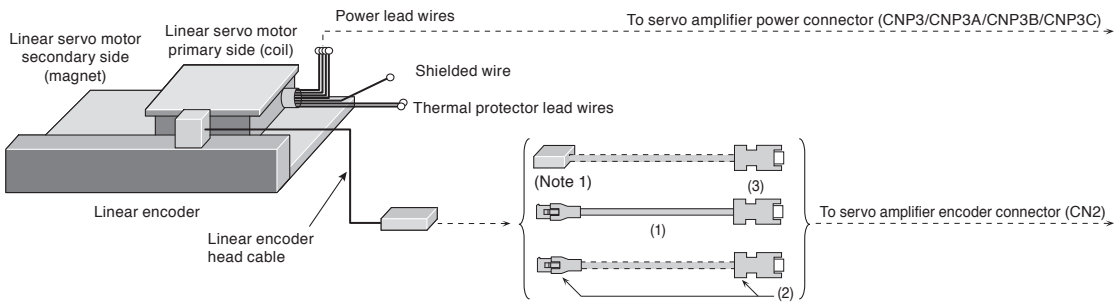 Power lead wires
To servo amplifier power connector (CNP3/CNP3A/CNP3B/CNP3C)
Linear servo motor
secondary side
(magnet)
Linear servo motor
primary side (coil)
Shielded wire
Thermal protector lead wires
(Note 1)
(3)
Linear encoder
(1)
To servo amplifier encoder connector (CN2)
Linear encoder
head cable
(2)